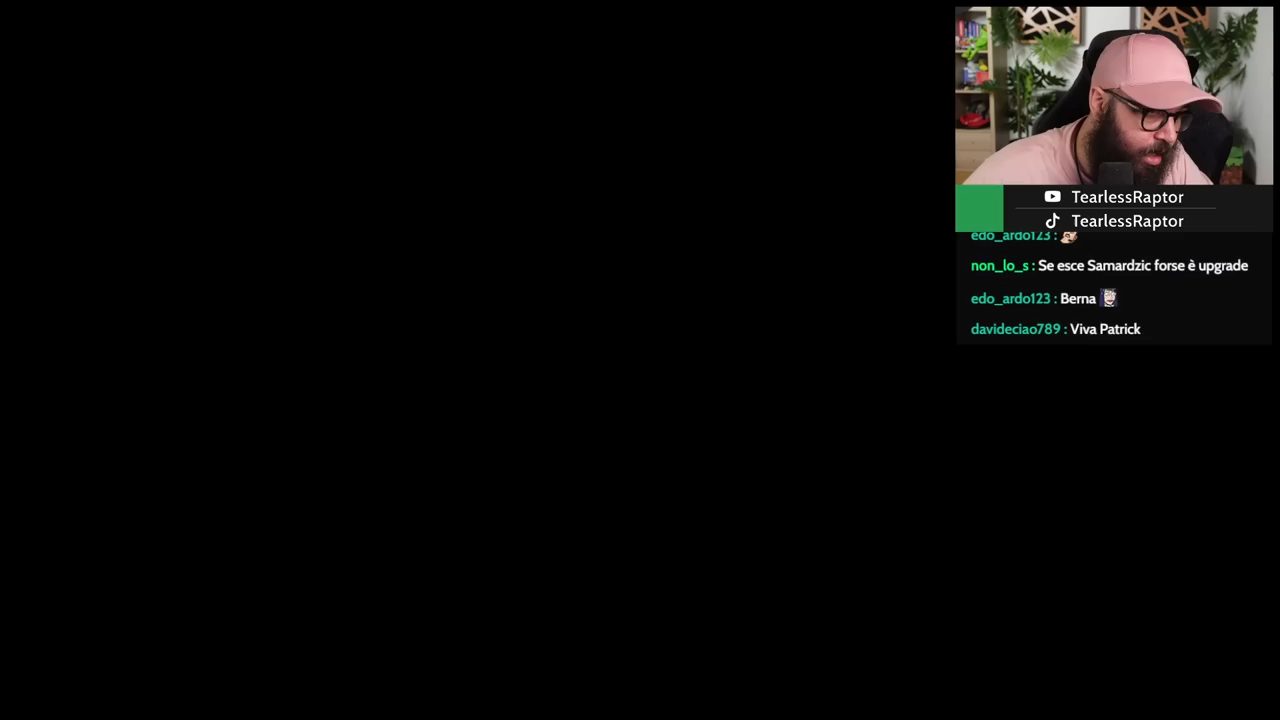 TearlessRaptor
TearlessRaptor
edo_ardo123 :
non_lo_s : Se esce Samardzic forse è upgrade
edo_ardo123 : Berna
davideciao789 : Viva Patrick